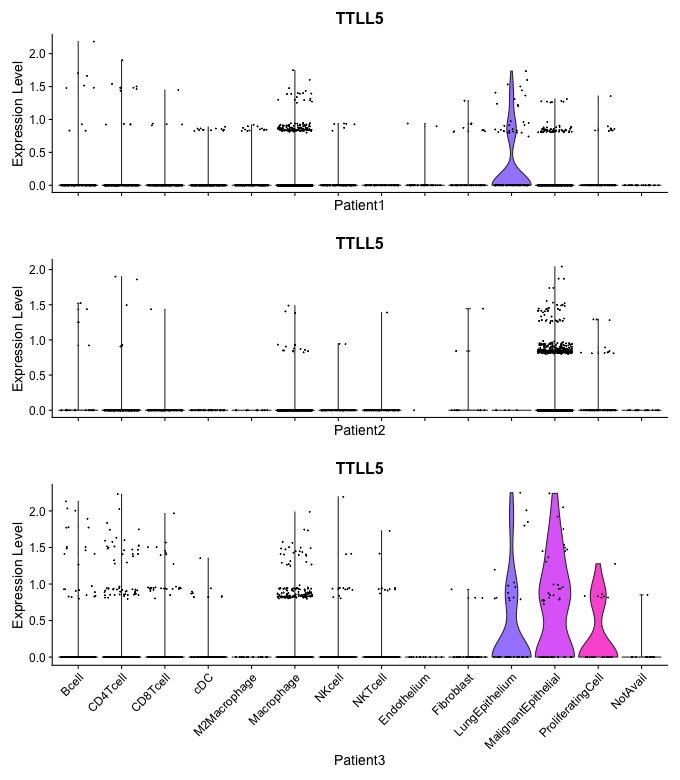 TTLL5
Expression Level
2.0
1.5
1.0
0.5
0.0
Patient1
TTLL5
Expression Level
2.0
1.5
1.0
0.5
0.0
Patient2
TTLL5
Expression Level
2.0
1.5
1.0
0.5
0.0
Bcell
CD4Tcell
CD8Tcell
cDC
M2Macrophage
Macrophage
NKcell
NKTcell
Endothelium
Fibroblast
LungEpithelium
MalignantEpithelial
ProliferatingCell
NotAvail
Patient3